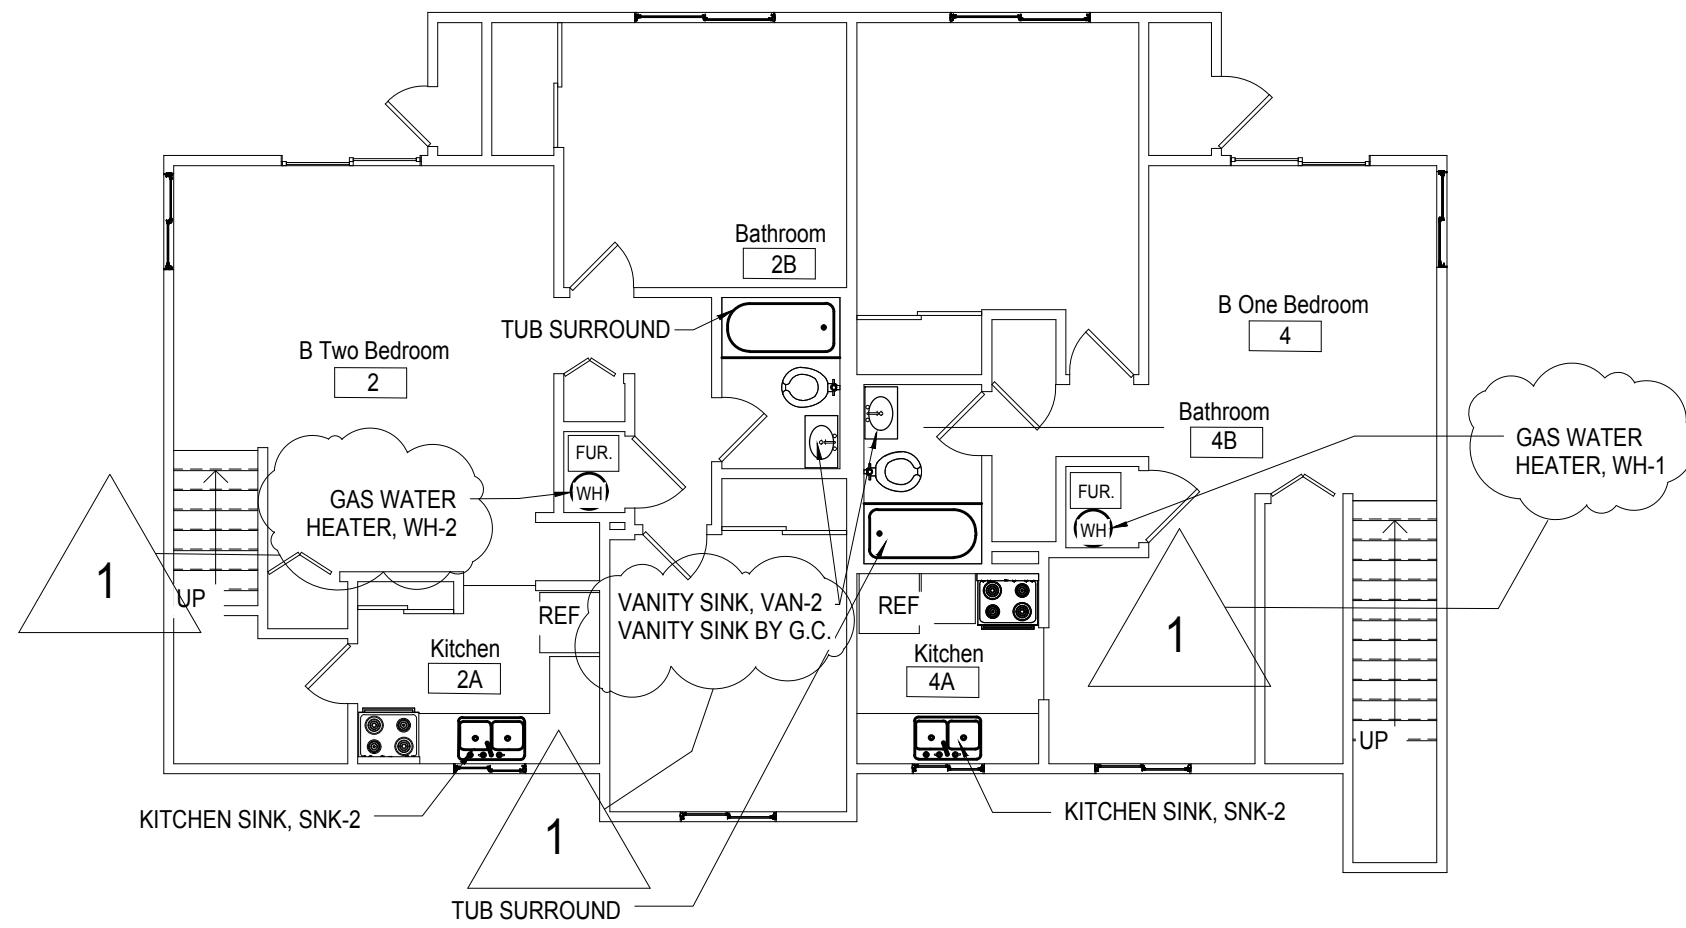 Bathroom
2B
TUB SURROUND
B One Bedroom
4
B Two Bedroom
2
Bathroom
4B
GAS WATER
HEATER, WH-1
FUR.
WH
GAS WATER
HEATER, WH-2
FUR.
WH
1
UP
REF
VANITY SINK, VAN-2
VANITY SINK BY G.C.
REF
1
Kitchen
2A
Kitchen
4A
UP
KITCHEN SINK, SNK-2
1
KITCHEN SINK, SNK-2
TUB SURROUND